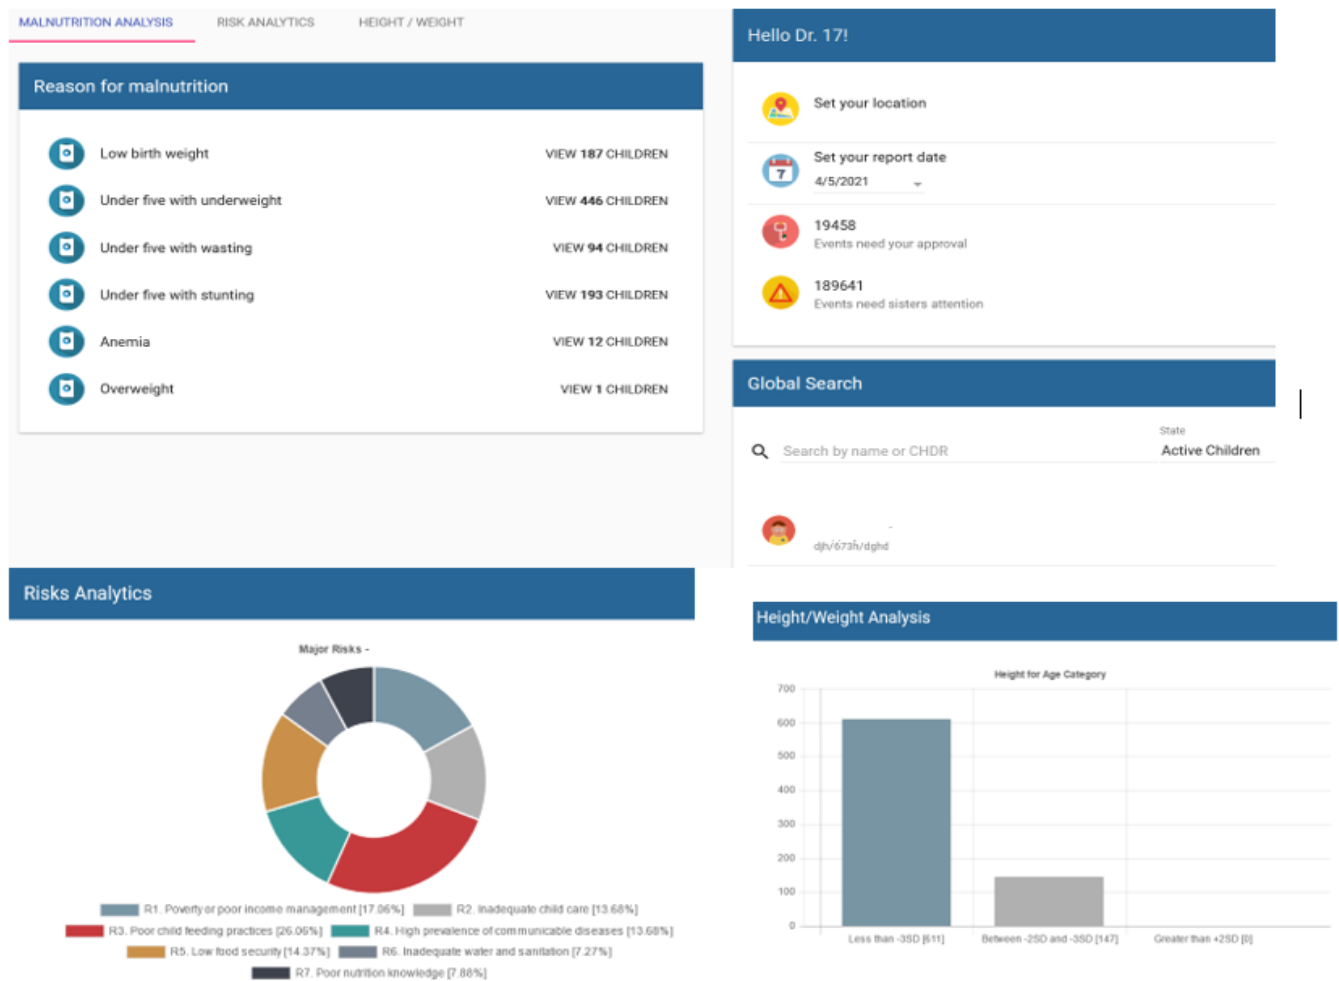 MALNUTRITION ANALYSIS RISK ANALYTICS HEIGHT / WEIGHT
Reason for malnutrition
Low birth weight VIEW 187 CHILDREN
Under five with underweight VIEW 446 CHILDREN
Under five with wasting VIEW 94 CHILDREN
Under five with stunting VIEW 193 CHILDREN
Anemia VIEW 12 CHILDREN
Overweight VIEW 1 CHILDREN
Hello Dr. 17!
Set your location
7
Set your report date
4/5/2021
19458
Events need your approval
189641
Events need sisters attention
Global Search
State
Search by name or CHDR Active Children
Risks Analytics
Major Risks -
R1. Poverty or poor income management [17.06%] R2. Inadequate child care [13.68%]
R3. Poor child feeding practices [26.06%] R4. High prevalence of communicable diseases [13.68%]
R5. Low food security [14.37%] R6. Inadequate water and sanitation [7.27%]
R7. Poor nutrition knowledge [7.88%]
Height/Weight Analysis
Height for Age Category
700
600
500
400
300
200
100
0
Less than -3SD [611] Between -2SD and -3SD [147] Greater than +2SD [0]